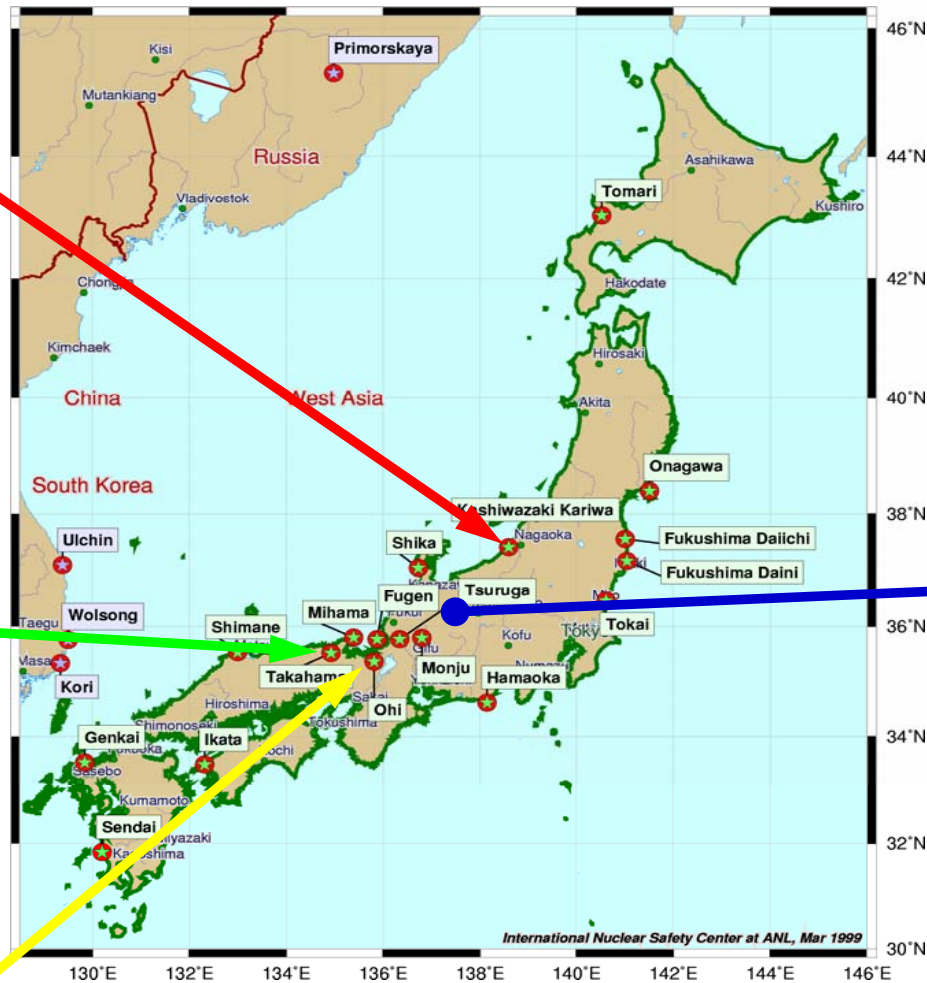 46°N
Kisi
Primorskaya
Mutankiang
Russia
44°N
Asahikawa
Tomari
Vladivostok
Kushiro
42°N
Hakodate
Kimchaek
Hirosaki
China
West Asia
40°N
Akita
Onagawa
South Korea
38°N
Kashiwazaki Kariwa
Nagaoka
Fukushima Daiichi
Ulchin
Shika
Fukushima Daini
Fugen
Tsuruga
Wolsong
Mihama
Taegu
Shimane
Tokai
36°N
Kofu
Takahama
Monju
Hamaoka
Kori
Ohi
Hiroshima
Tokushima
Shimonoseki
Genkai
Ikata
34°N
Sasebo
Kumamoto
Sendai
32°N
Kagoshima
International Nuclear Safety Center at ANL, Mar 1999
30°N
130°E 132°E 134°E 136°E 138°E 140°E 142°E 144°E 146°E